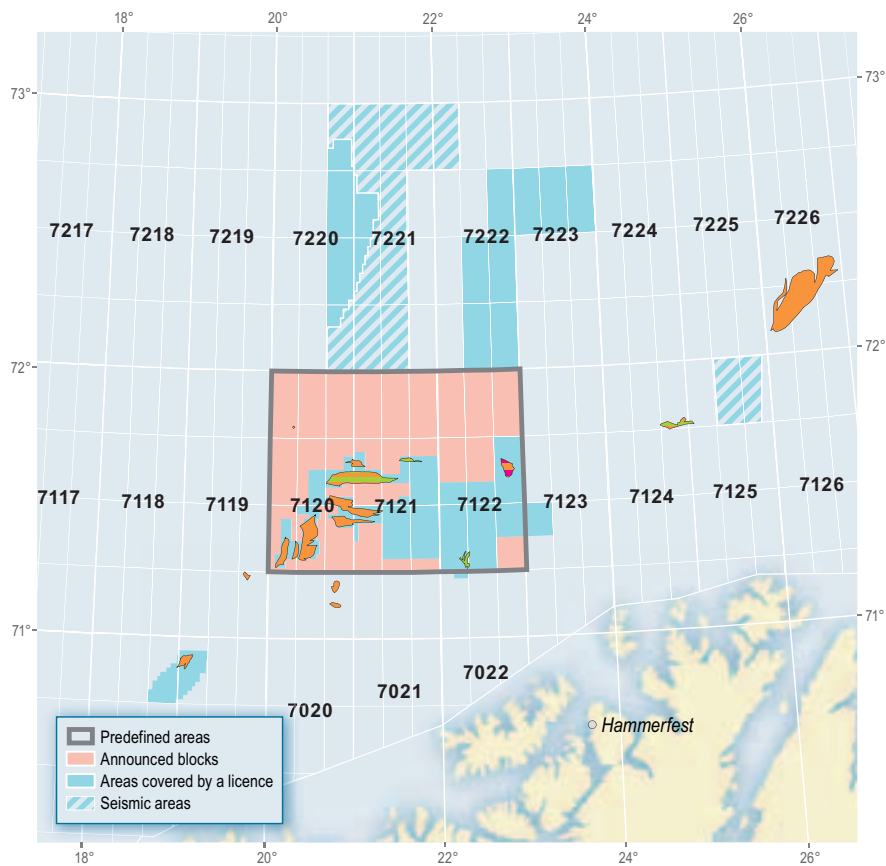 18° 20° 22° 24° 26°
73° 73°
7217 7218 7219 7220 7221 7222 7223 7224 7225 7226
72° 72°
7117 7118 7119 7120 7121 7122 7123 7124 7125 7126
71° 71°
7020 7021 7022
Hammerfest
Predefined areas
Announced blocks
Areas covered by a licence
Seismic areas
18° 20° 22° 24° 26°